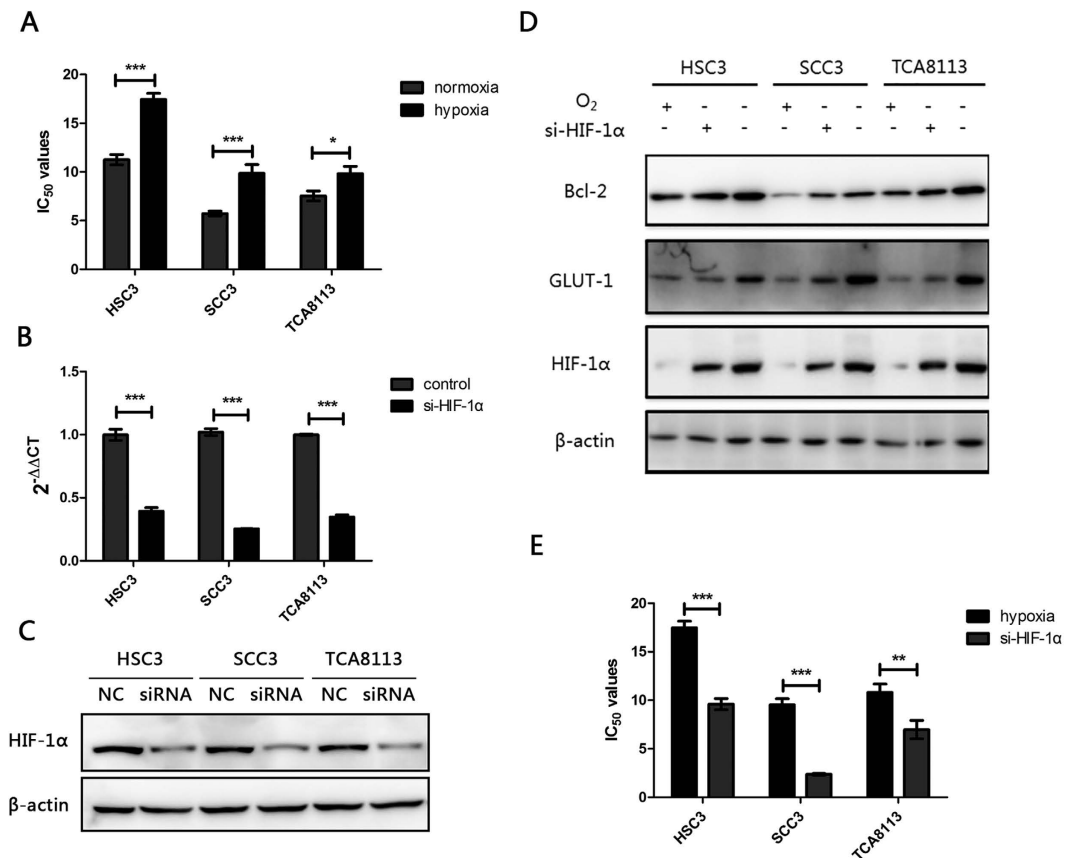 A
IC50 values
20
15
10
5
0
***
***
*
normoxia
hypoxia
HSC3
SCC3
TCA8113
B
2-ΔΔCT
1.5
1.0
0.5
0.0
***
***
***
control
si-HIF-1α
HSC3
SCC3
TCA8113
C
HSC3 SCC3 TCA8113
NC siRNA NC siRNA NC siRNA
HIF-1α
β-actin
D
HSC3 SCC3 TCA8113
O2 + - - + - - + - -
si-HIF-1α - + - - + - - + -
Bcl-2
GLUT-1
HIF-1α
β-actin
E
IC50 values
20
15
10
5
0
***
***
**
hypoxia
si-HIF-1α
HSC3
SCC3
TCA8113